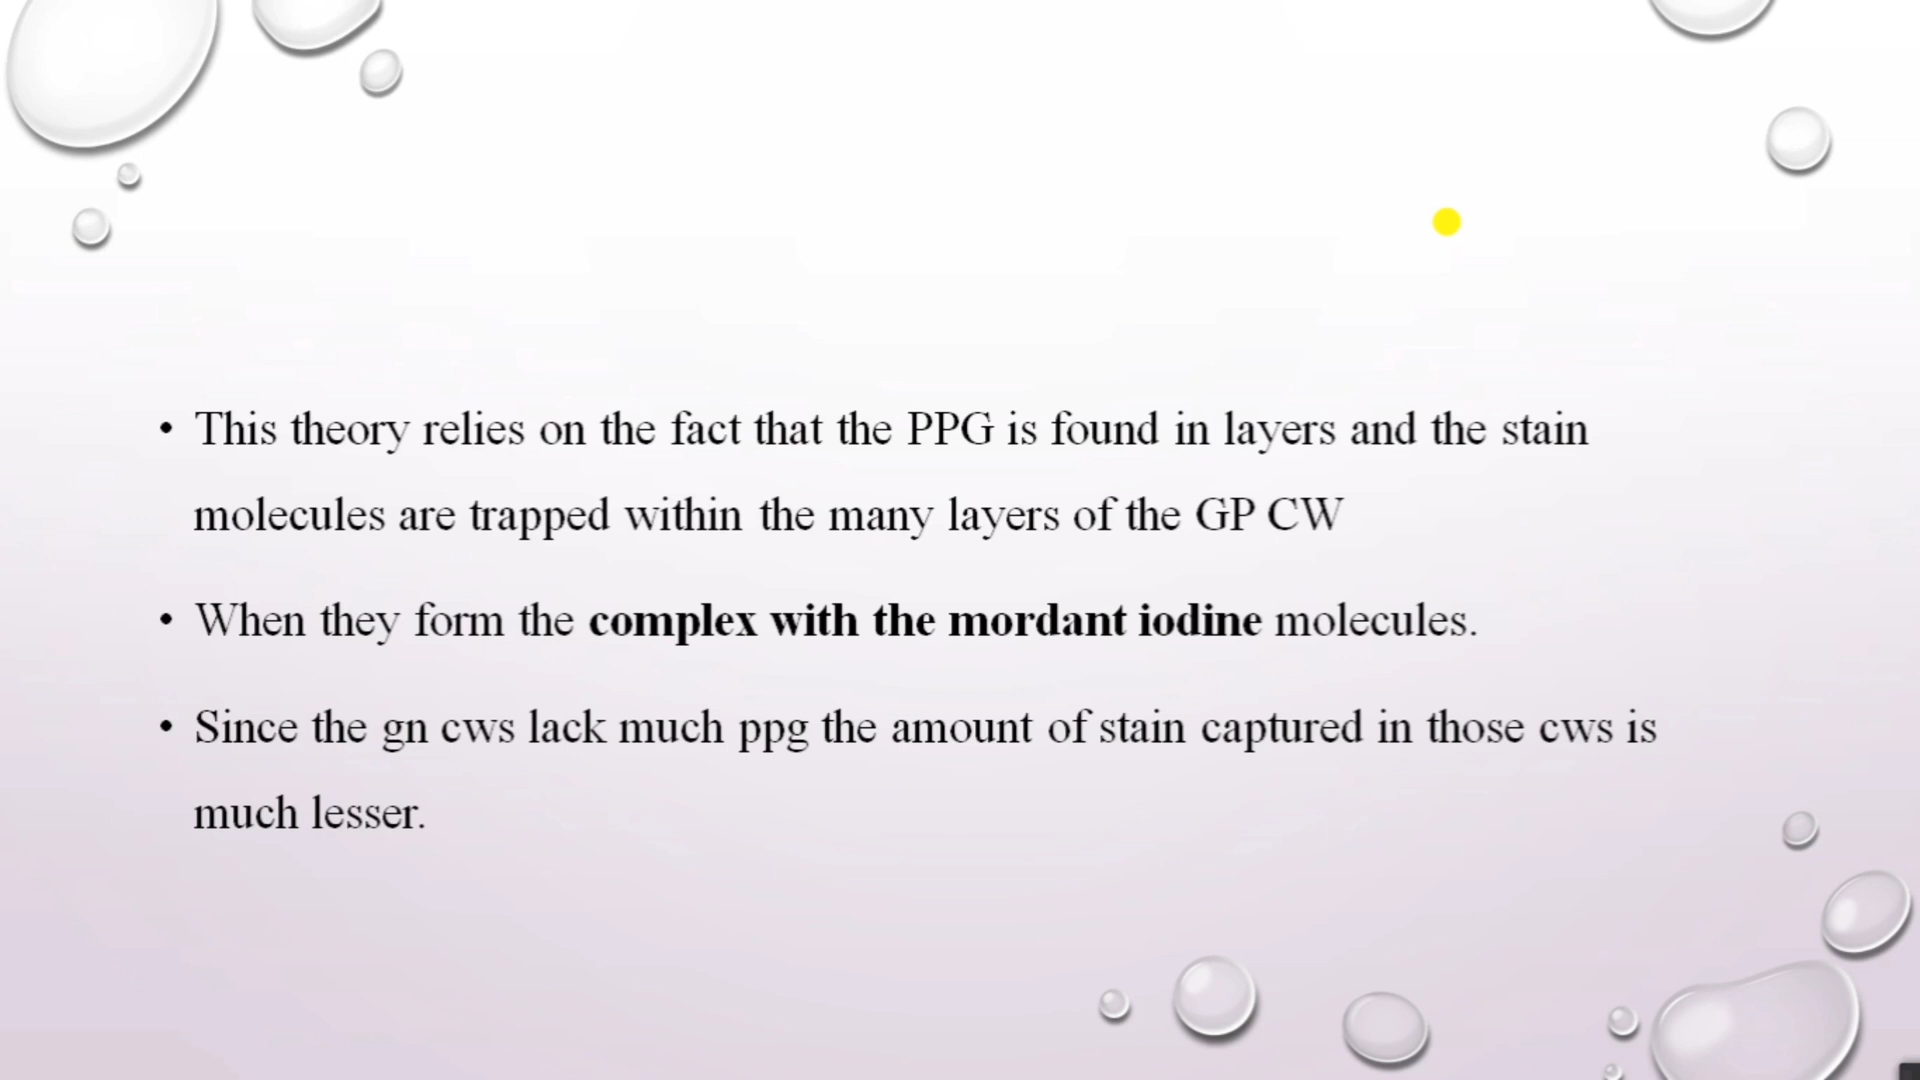 • This theory relies on the fact that the PPG is found in layers and the stain
molecules are trapped within the many layers of the GP CW
• When they form the complex with the mordant iodine molecules.
• Since the gn cws lack much ppg the amount of stain captured in those cws is
much lesser.